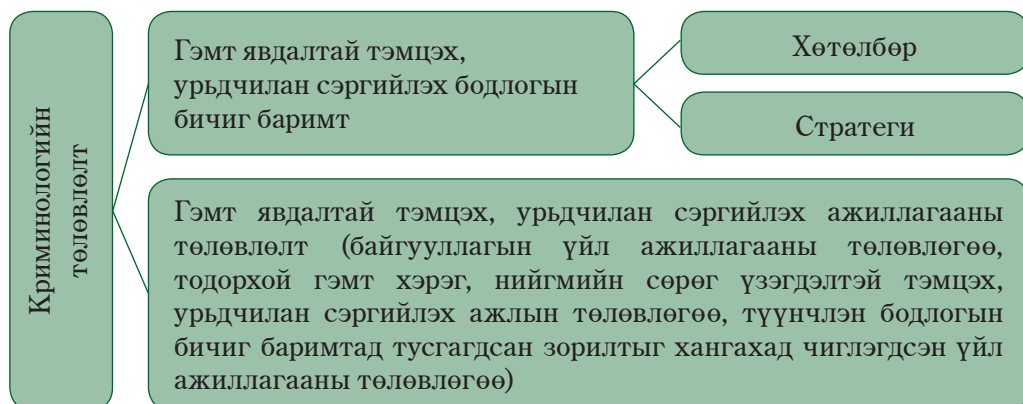 Криминологийн
төлөвлөлт
Гэмт явдалтай тэмцэх,
урьдчилан сэргийлэх бодлогын
бичиг баримт
Хөтөлбөр
Стратеги
Гэмт явдалтай тэмцэх, урьдчилан сэргийлэх ажиллагааны
төлөвлөлт (байгууллагын үйл ажиллагааны төлөвлөгөө,
тодорхой гэмт хэрэг, нийгмийн сөрөг үзэгдэлтэй тэмцэх,
урьдчилан сэргийлэх ажлын төлөвлөгөө, түүнчлэн бодлогын
бичиг баримтад тусгагдсан зорилтыг хангахад чиглэгдсэн үйл
ажиллагааны төлөвлөгөө)